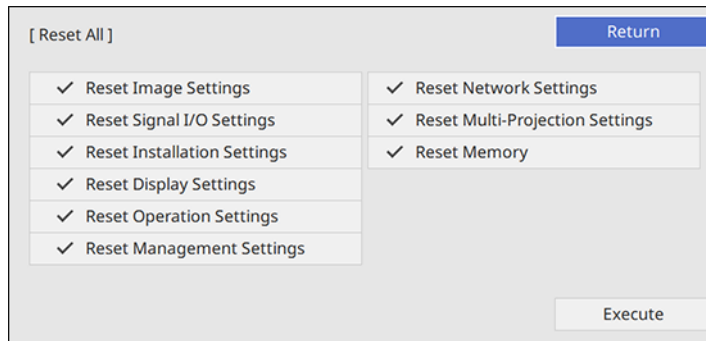 [ Reset All ]
Return
Reset Image Settings
Reset Signal I/O Settings
Reset Installation Settings
Reset Display Settings
Reset Operation Settings
Reset Management Settings
Reset Network Settings
Reset Multi-Projection Settings
Reset Memory
Execute